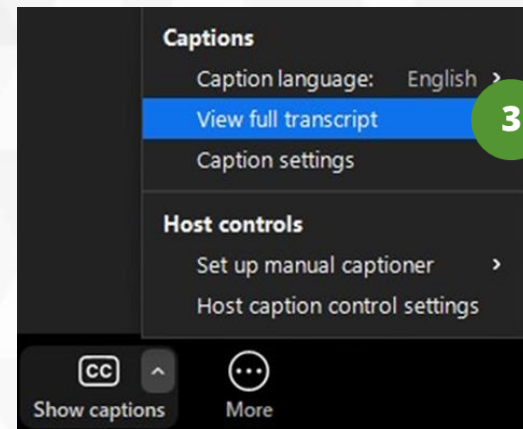 Captions
Caption language: English >
View full transcript
3
Caption settings
Host controls
Set up manual captioner >
Host caption control settings
CC
Show captions
More